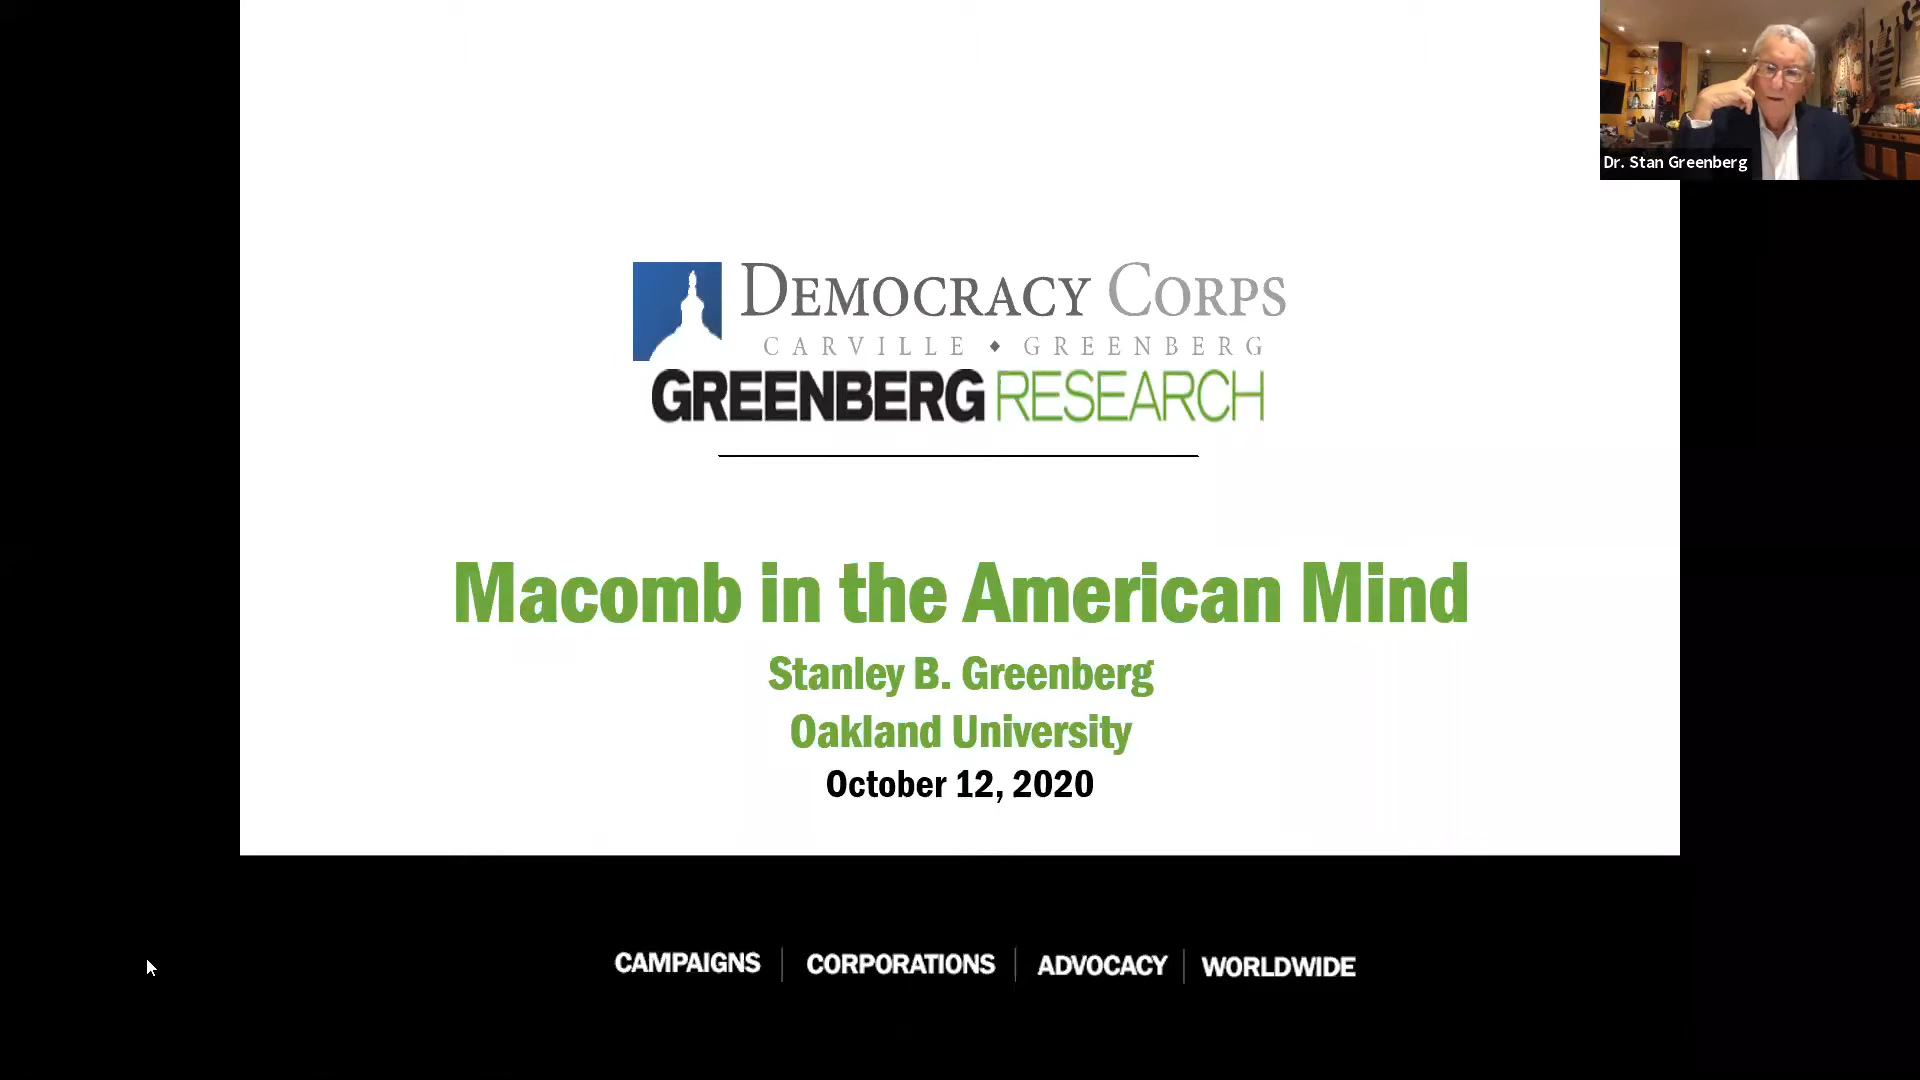 Dr. Stan Greenberg
DEMOCRACY CORPS
CARVILLE ♦ GREENBERG
GREENBERG RESEARCH
Macomb in the American Mind
Stanley B. Greenberg
Oakland University
October 12, 2020
CAMPAIGNS | CORPORATIONS | ADVOCACY | WORLDWIDE